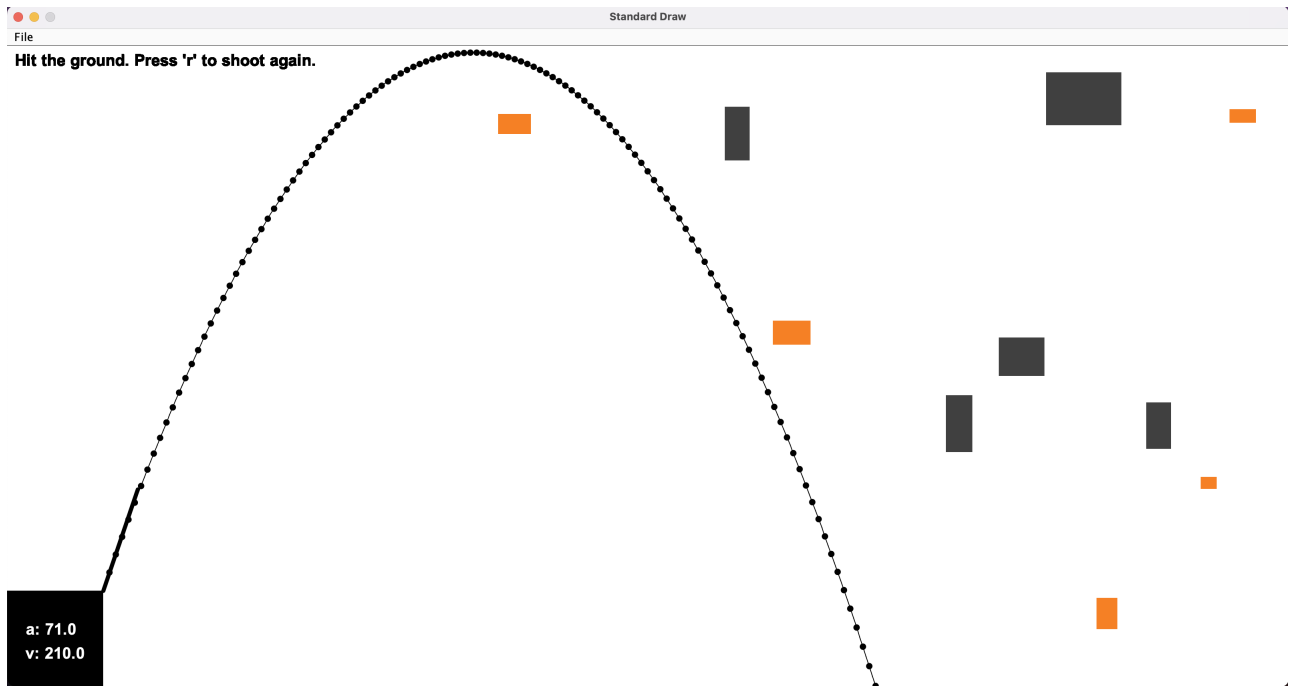 Standard Draw
File
Hit the ground. Press 'r' to shoot again.
a: 71.0
v: 210.0